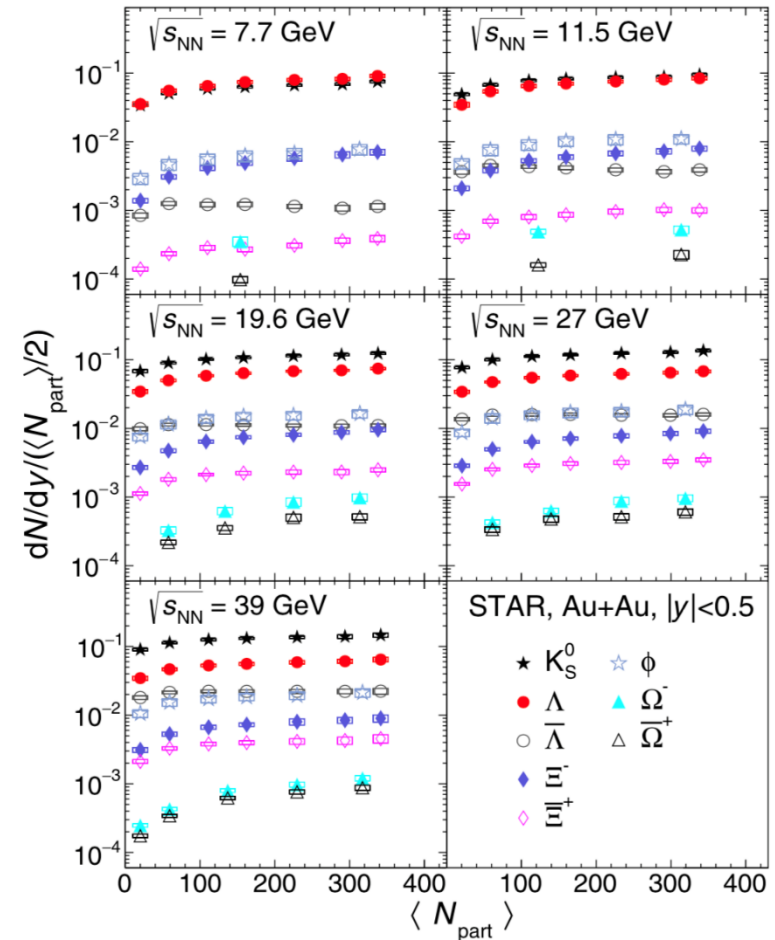 √sNN = 7.7 GeV
√sNN = 11.5 GeV
10⁻¹
10⁻²
10⁻³
10⁻⁴
√sNN = 19.6 GeV
√sNN = 27 GeV
10⁻¹
10⁻²
10⁻³
10⁻⁴
dN/dy/(⟨Npart⟩/2)
√sNN = 39 GeV
10⁻¹
10⁻²
10⁻³
10⁻⁴
STAR, Au+Au, |y|<0.5
K⁰S
ϕ
Λ
Ω⁻
Λ̅
Ω̅⁺
Ξ⁻
Ξ̅⁺
0 100 200 300 400
100 200 300 400
⟨ Npart ⟩